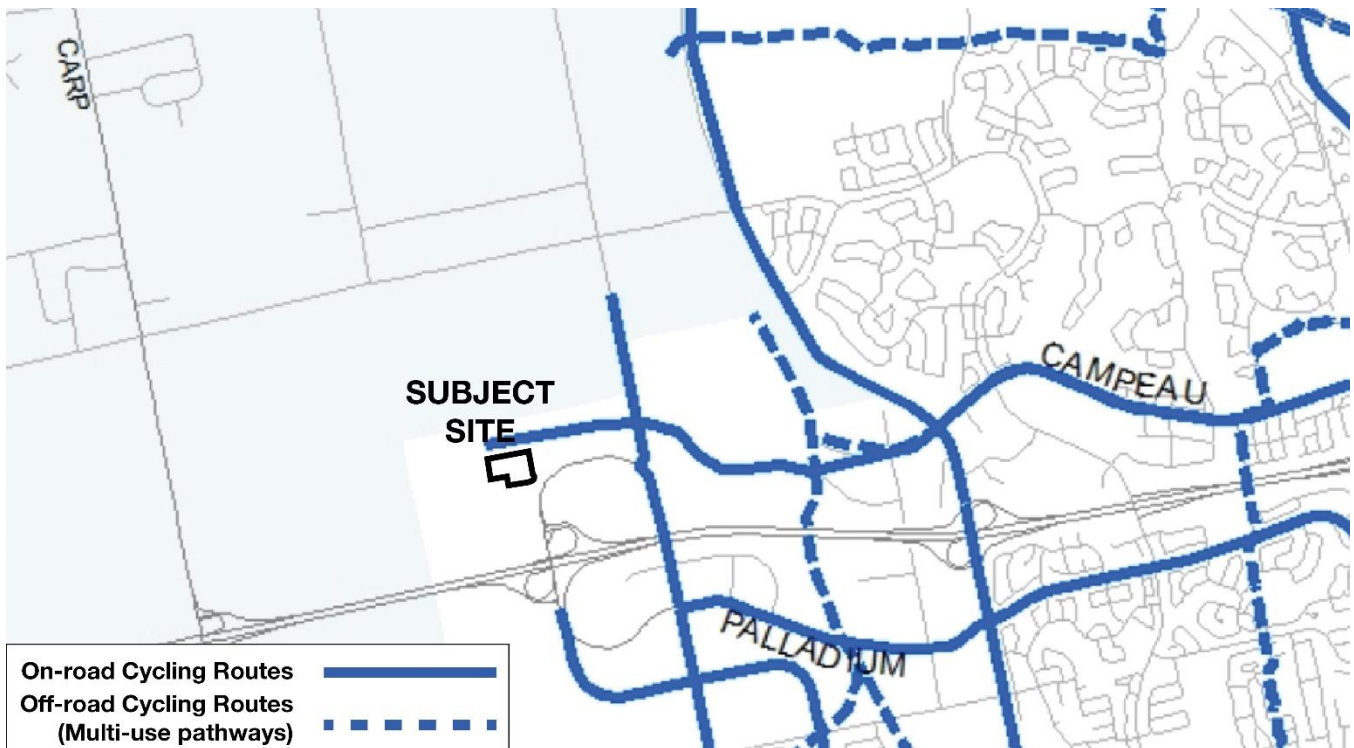 CARP
CAMPEAU
SUBJECT
SITE
PALLADIUM
On-road Cycling Routes
Off-road Cycling Routes
(Multi-use pathways)